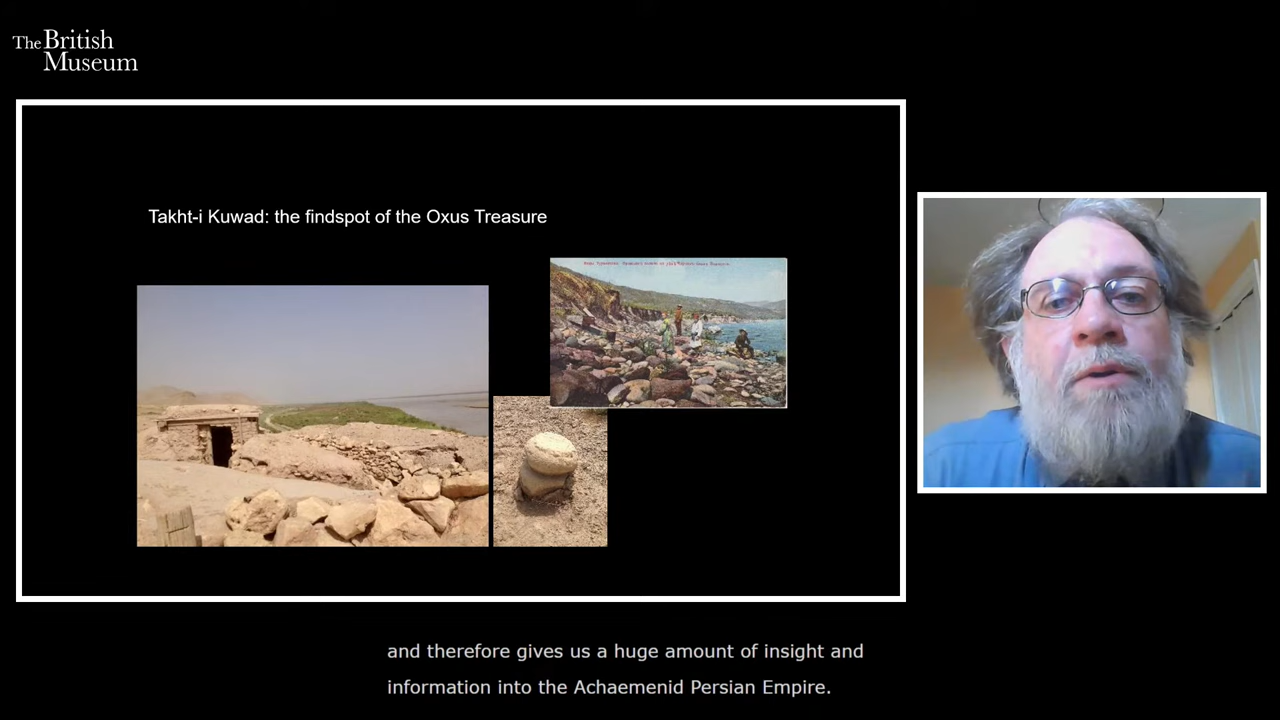 The British
Museum
Takht-i Kuwad: the findspot of the Oxus Treasure
and therefore gives us a huge amount of insight and
information into the Achaemenid Persian Empire.